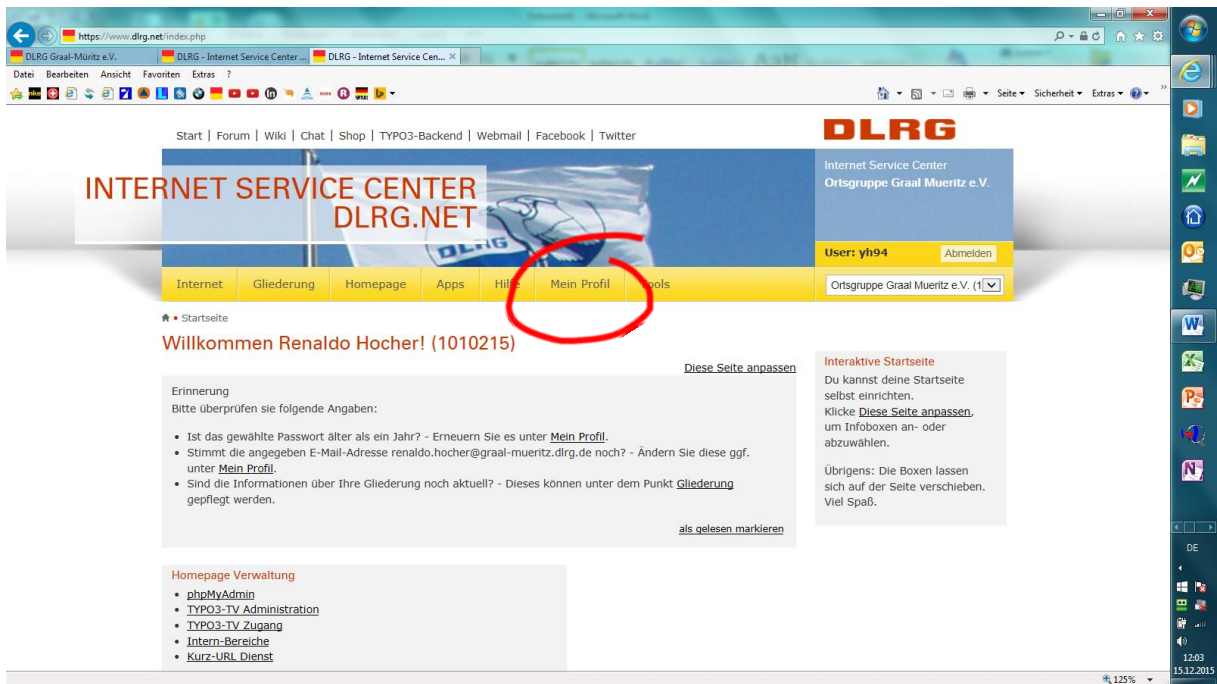 https://www.dlrg.net/index.php
DLRG Graal-Müritz e.V.
DLRG - Internet Service Center ...
DLRG - Internet Service Cen...
Datei Bearbeiten Ansicht Favoriten Extras ?
Seite Sicherheit Extras
Start | Forum | Wiki | Chat | Shop | TYPO3-Backend | Webmail | Facebook | Twitter
DLRG
INTERNET SERVICE CENTER
DLRG.NET
DLRG
Internet Service Center
Ortsgruppe Graal Mueritz e.V.
User: yh94
Abmelden
Internet Gliederung Homepage Apps Hilfe Mein Profil Tools
Ortsgruppe Graal Mueritz e.V. (1
Startseite
Willkommen Renaldo Hocher! (1010215)
Diese Seite anpassen
Erinnerung
Bitte überprüfen sie folgende Angaben:
• Ist das gewählte Passwort älter als ein Jahr? - Erneuern Sie es unter Mein Profil.
• Stimmt die angegeben E-Mail-Adresse renaldo.hocher@graal-mueritz.dlrg.de noch? - Ändern Sie diese ggf.
unter Mein Profil.
• Sind die Informationen über Ihre Gliederung noch aktuell? - Dieses können unter dem Punkt Gliederung
gepflegt werden.
als gelesen markieren
Interaktive Startseite
Du kannst deine Startseite
selbst einrichten.
Klicke Diese Seite anpassen,
um Infoboxen an- oder
abzuwählen.
Übrigens: Die Boxen lassen
sich auf der Seite verschieben.
Viel Spaß.
Homepage Verwaltung
• phpMyAdmin
• TYPO3-TV Administration
• TYPO3-TV Zugang
• Intern-Bereiche
• Kurz-URL Dienst
125%
DE
12:03
15.12.2015